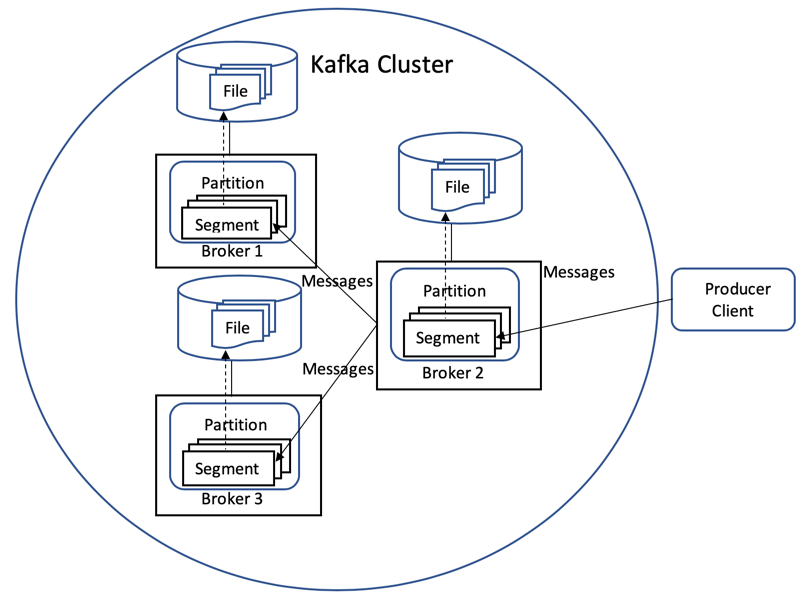 Kafka Cluster
File
Partition
Segment
Broker 1
File
Partition
Segment
Broker 2
Messages
Messages
Messages
Producer
Client
File
Partition
Segment
Broker 3